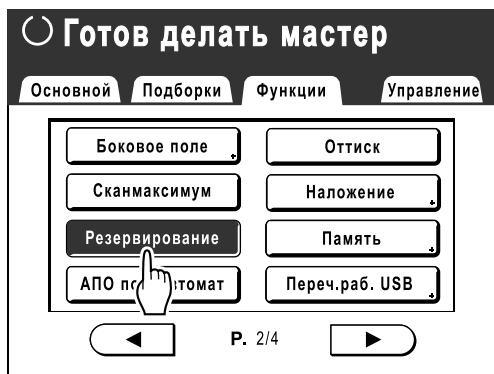 Готов делать мастер
Основной Подборки Функции Управление
Боковое поле Оттиск
Сканмаксимум Наложение
Резервирование Память
АПО Переч.раб. USB
P. 2/4